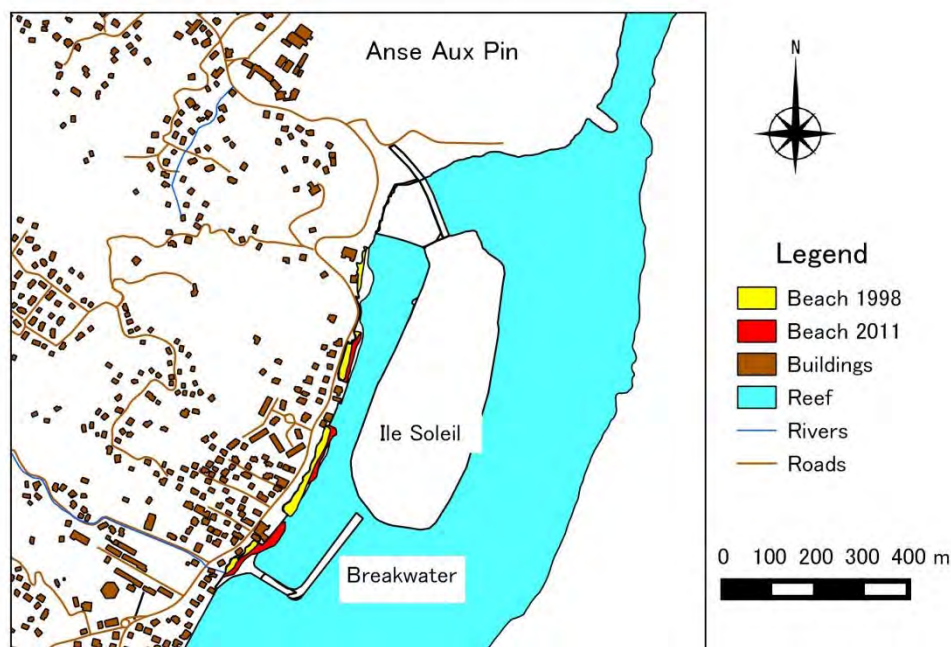 Anse Aux Pin
N
Ile Soleil
Breakwater
Legend
Beach 1998
Beach 2011
Buildings
Reef
Rivers
Roads
0 100 200 300 400 m